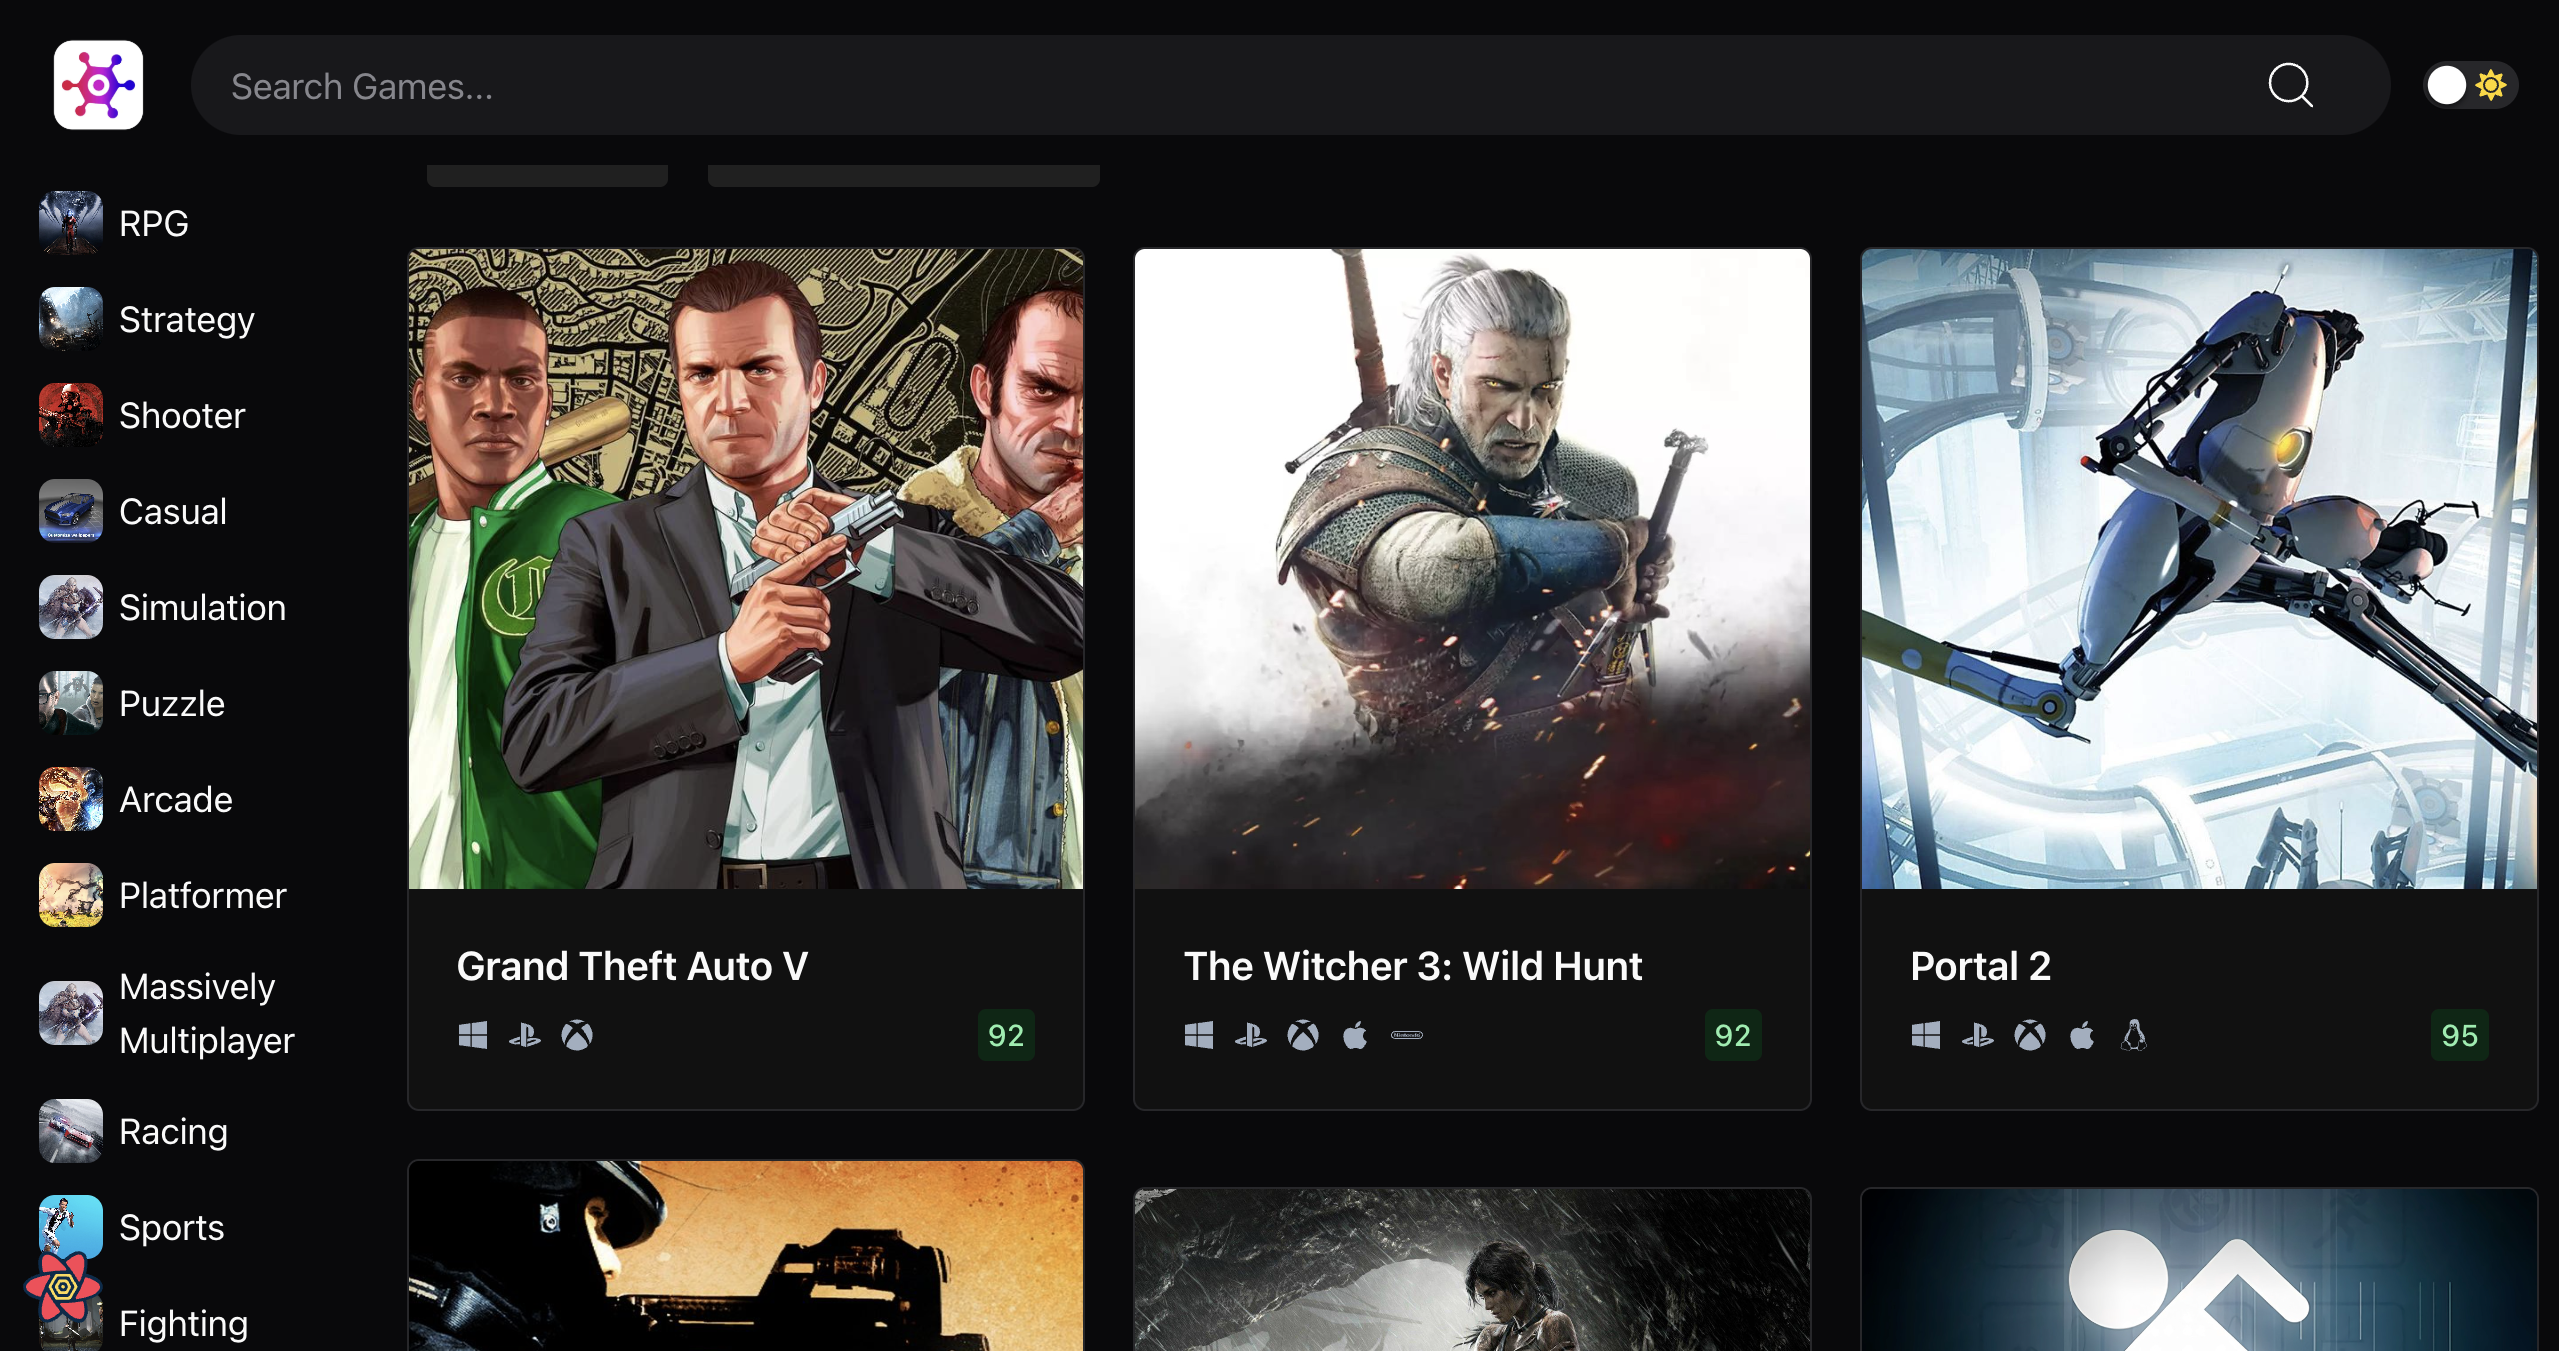 Search Games...
RPG
Strategy
Shooter
Casual
Simulation
Puzzle
Arcade
Platformer
Massively
Multiplayer
Racing
Sports
Fighting
Grand Theft Auto V
92
The Witcher 3: Wild Hunt
Nintendo
92
Portal 2
95